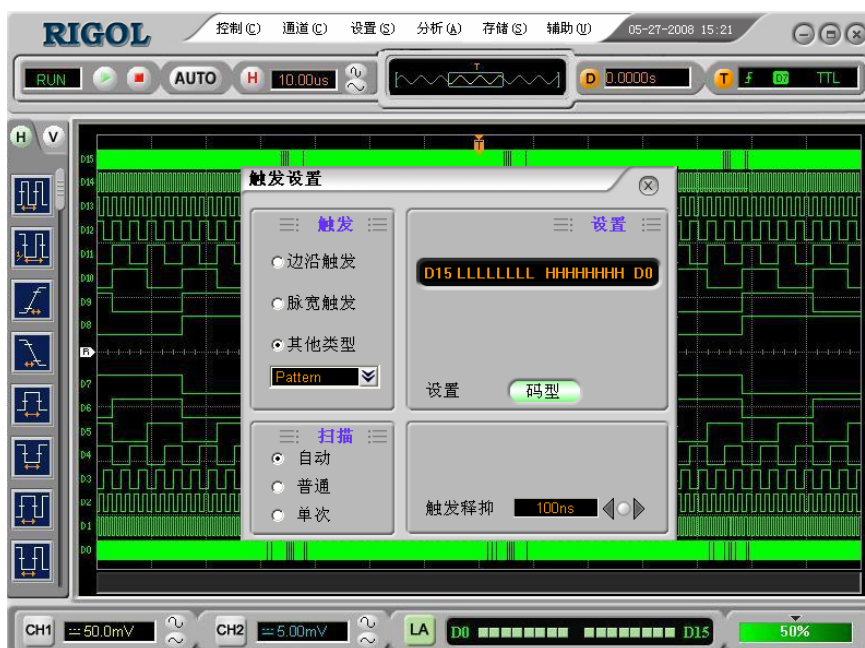 RIGOL 控制(C) 通道(C) 设置(S) 分析(A) 存储(S) 辅助(U) 05-27-2008 15:21
RUN AUTO H 10.00us T D 0.0000s T D7 TTL
H V
T
D15
D14
D13
D12
D11
D10
D9
D8
R
D7
D6
D5
D4
D3
D2
D1
D0
触发设置
触发
边沿触发
脉宽触发
其他类型
Pattern
设置
D15 LLLLLLLL HHHHHHHH D0
设置 码型
扫描
自动
普通
单次
触发释抑 100ns
CH1 50.0mV CH2 5.00mV LA D0 D15 50%